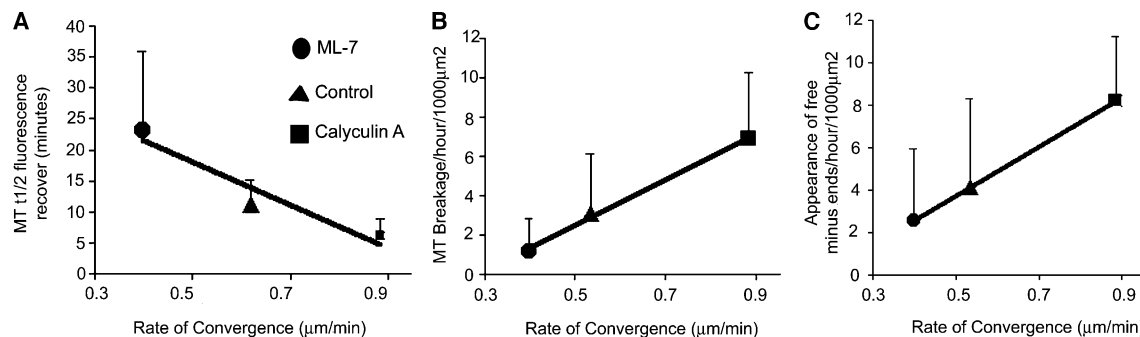 A
MT t1/2 fluorescence
recover (minutes)
40
35
30
25
20
15
10
5
0
0.3
0.5
0.7
0.9
Rate of Convergence (μm/min)
ML-7
Control
Calyculin A
B
MT Breakage/hour/1000μm2
12
10
8
6
4
2
0
0.3
0.5
0.7
0.9
Rate of Convergence (μm/min)
C
Appearance of free
minus ends/hour/1000μm2
12
8
6
4
2
0
0.3
0.5
0.7
0.9
Rate of Convergence (μm/min